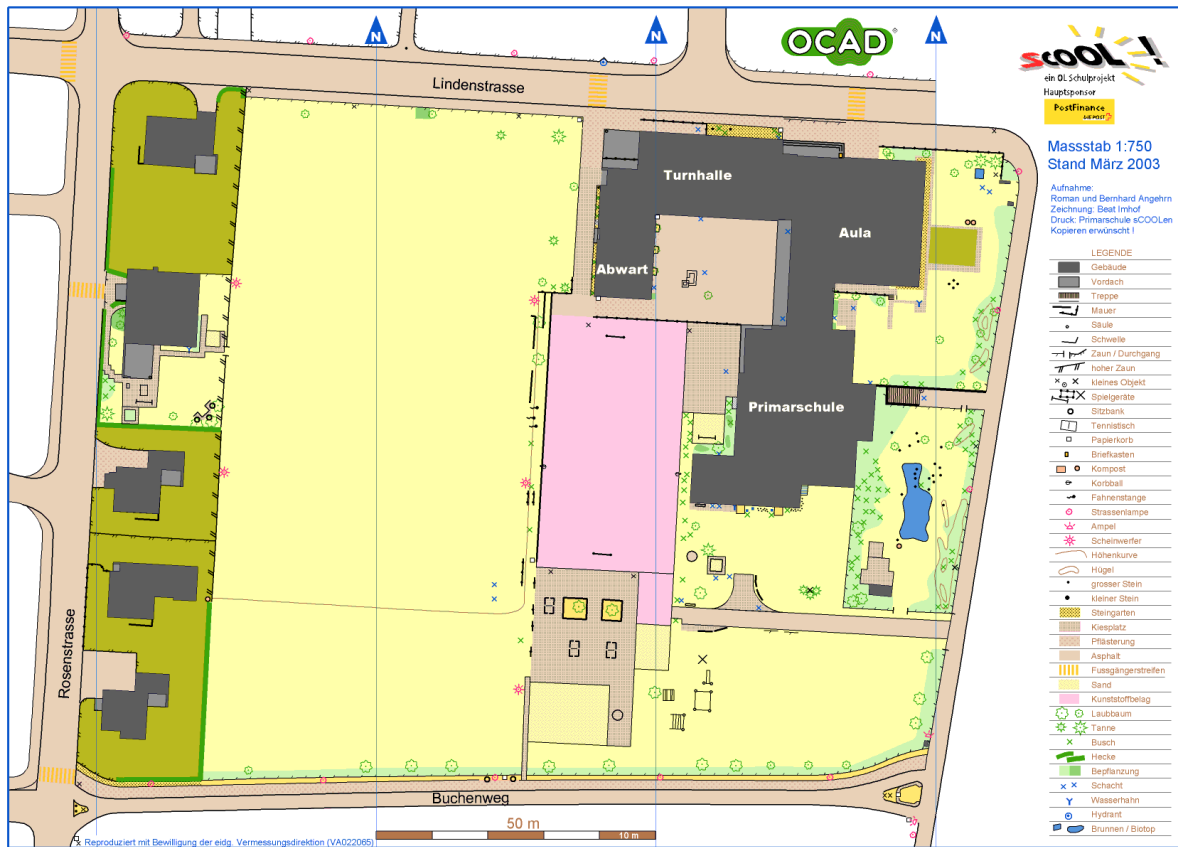 N
N
N
OCAD
®
sCOOL !
ein OL Schulprojekt
Hauptsponsor
PostFinance
DIE POST
Lindenstrasse
Massstab 1:750
Stand März 2003
Turnhalle
Aufnahme:
Roman und Bernhard Angehrn
Zeichnung: Beat Imhof
Druck: Primarschule sCOOLen
Kopieren erwünscht !
Aula
Abwart
Primarschule
LEGENDE
Gebäude
Vordach
Treppe
Mauer
Säule
Schwelle
Zaun / Durchgang
hoher Zaun
kleines Objekt
Spielgeräte
Sitzbank
Tennistisch
Papierkorb
Briefkasten
Kompost
Korbball
Fahnenstange
Strassenlampe
Ampel
Scheinwerfer
Höhenkurve
Hügel
grosser Stein
kleiner Stein
Steingarten
Kiesplatz
Pflästerung
Asphalt
Fussgängerstreifen
Sand
Kunststoffbelag
Laubbaum
Tanne
Busch
Hecke
Bepflanzung
Schacht
Wasserhahn
Hydrant
Brunnen / Biotop
Rosenstrasse
Buchenweg
50 m
10 m
Reproduziert mit Bewilligung der eidg. Vermessungsdirektion (VA022065)